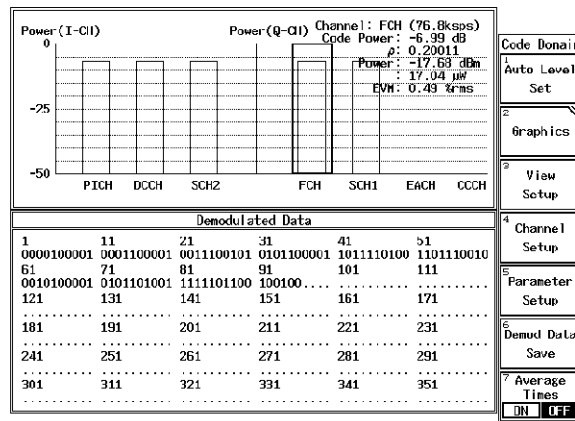 Power(I-CH)
Power(Q-CH)
Channel: FCH (76.8ksps)
Code Power: -6.99 dB
ρ: 0.20011
Power: -17.68 dBm
: 17.04 µW
EVM: 0.49 %rms
0
-25
-50
PICH DCCH SCH2 FCH SCH1 EACH CCCH
Demodulated Data
1 11 21 31 41 51
0000100001 0001100001 0011100101 0101100001 1011110100 1101110010
61 71 81 91 101 111
0010100001 0101101001 1111101100 100100....
121 131 141 151 161 171
181 191 201 211 221 231
241 251 261 271 281 291
301 311 321 331 341 351
Code Domain
1
Auto Level
Set
2
Graphics
3
View
Setup
4
Channel
Setup
5
Parameter
Setup
6
Demod Data
Save
7
Average
Times
ON OFF